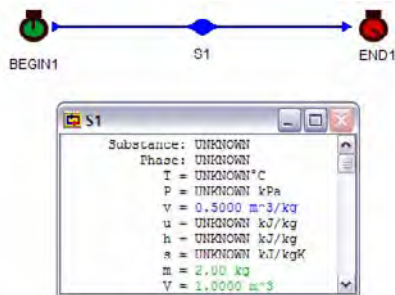 BEGIN1
S1
END1
S1
Substance: UNKNOWN
Phase: UNKNOWN
T = UNKNOWN°C
P = UNKNOWN kPa
v = 0.5000 m^3/kg
u = UNKNOWN kJ/kg
h = UNKNOWN kJ/kg
s = UNKNOWN kJ/kgK
m = 2.00 kg
V = 1.0000 m^3